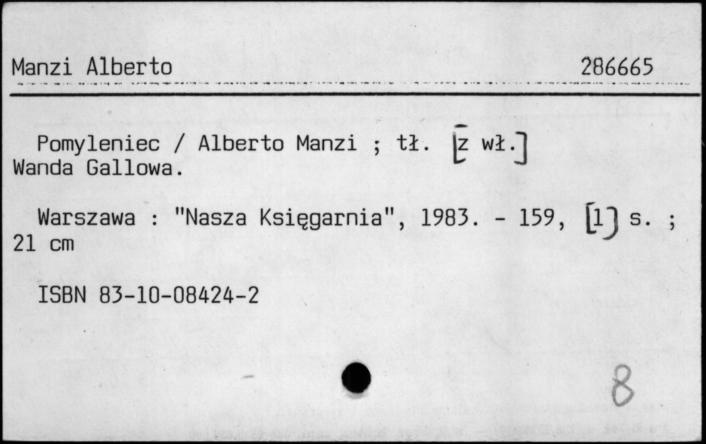 Manzi Alberto 286665
Pomyleniec / Alberto Manzi ; tł. [z wł.]
Wanda Gallowa.
Warszawa : "Nasza Księgarnia", 1983. - 159, [1] s. ;
21 cm
ISBN 83-10-08424-2
8